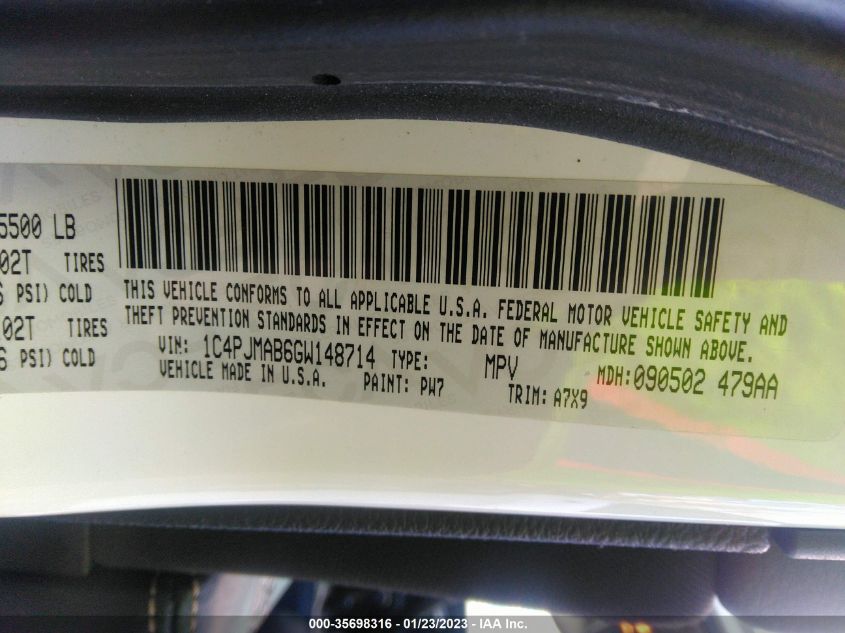 5500 LB
02T TIRES
PSI) COLD
02T TIRES
PSI) COLD
THIS VEHICLE CONFORMS TO ALL APPLICABLE U.S.A. FEDERAL MOTOR VEHICLE SAFETY AND
THEFT PREVENTION STANDARDS IN EFFECT ON THE DATE OF MANUFACTURE SHOWN ABOVE.
VIN: 1C4PJMAB6GW148714 TYPE: MPV MDH:090502 479AA
VEHICLE MADE IN U.S.A. PAINT: PW7 TRIM: A7X9
000-35698316 - 01/23/2023 - IAA Inc.